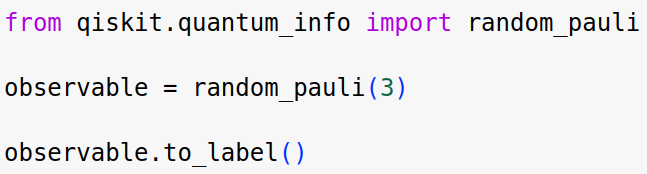 from qiskit.quantum_info import random_pauli
observable = random_pauli(3)
observable.to_label()